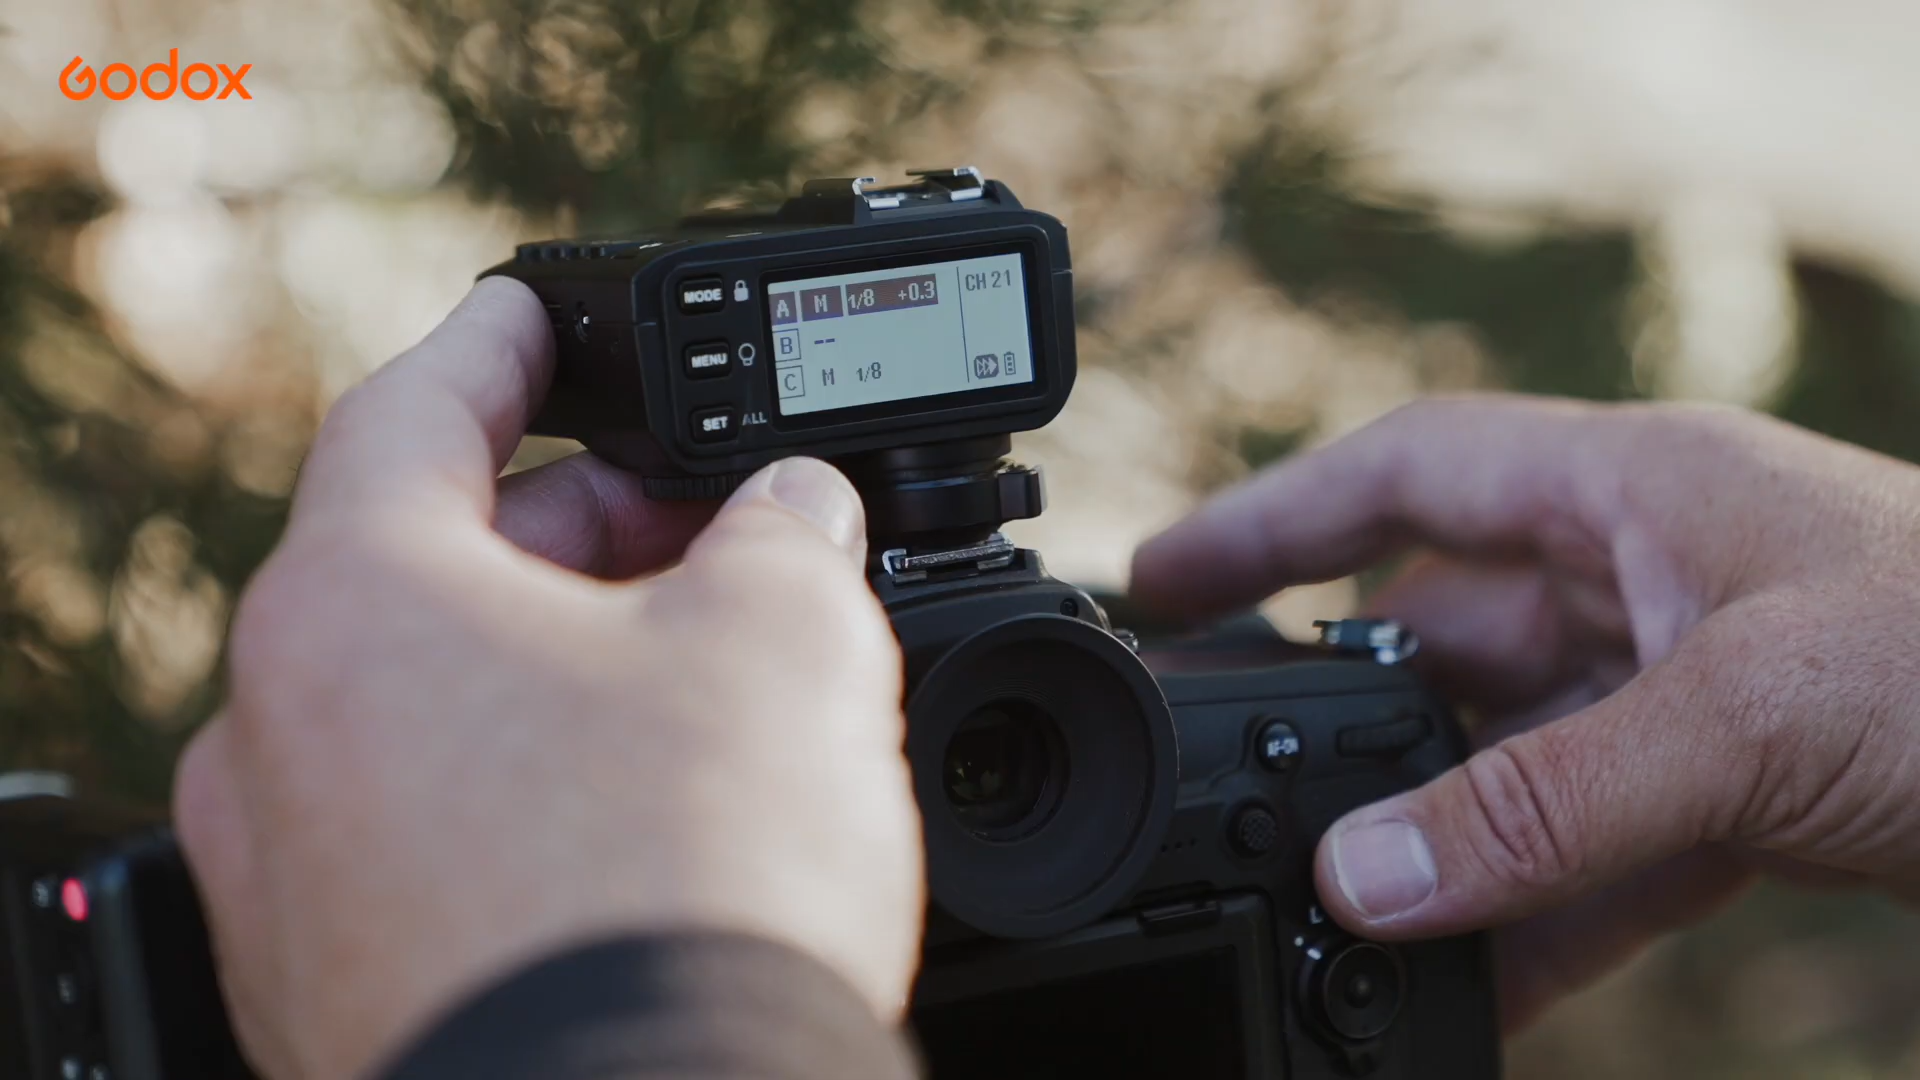 Godox
MODE
MENU
SET ALL
A M 1/8 +0.3
B --
C M 1/8
CH 21
AF-ON
L